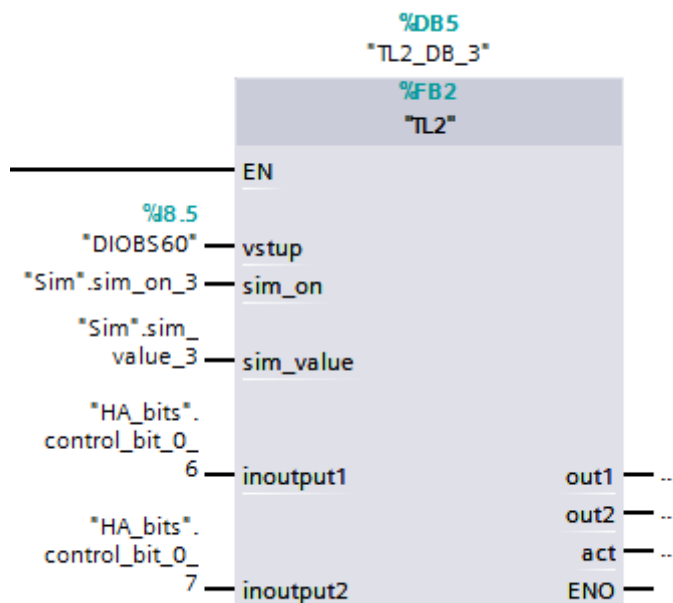 %DB5
"TL2_DB_3"
%FB2
"TL2"
EN
%I8.5
"DIOBS60"
vstup
"Sim".sim_on_3
sim_on
"Sim".sim_
value_3
sim_value
"HA_bits".
control_bit_0_
6
inoutput1
out1
...
out2
...
"HA_bits".
control_bit_0_
7
act
...
inoutput2
ENO